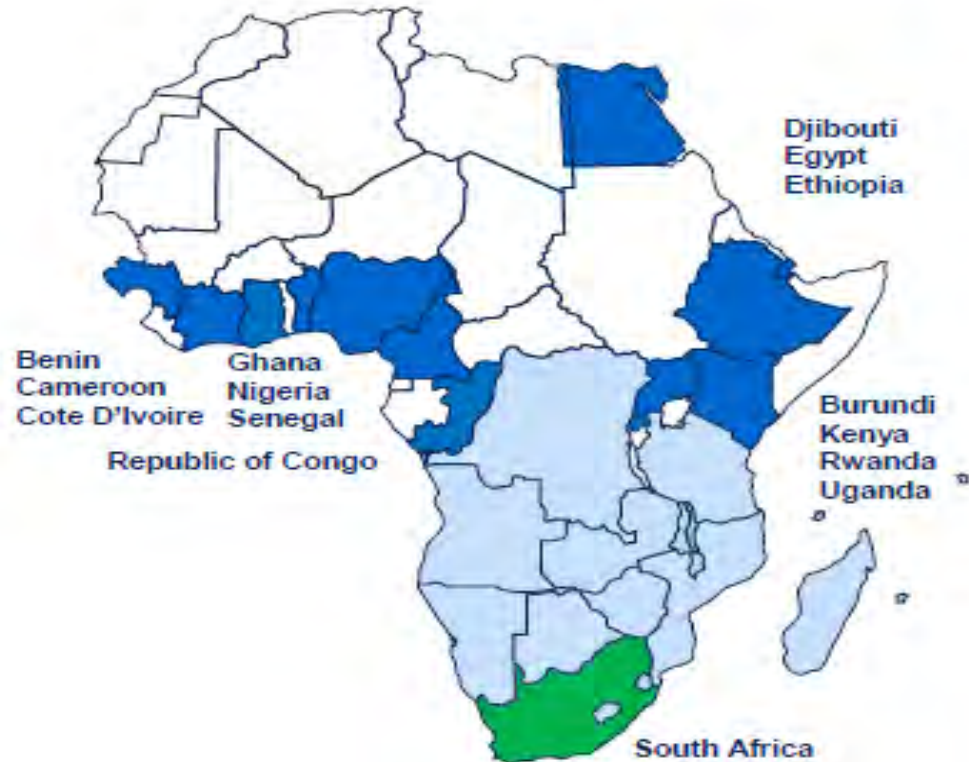 Djibouti
Egypt
Ethiopia
Benin
Cameroon
Cote D'Ivoire
Ghana
Nigeria
Senegal
Republic of Congo
Burundi
Kenya
Rwanda
Uganda
South Africa